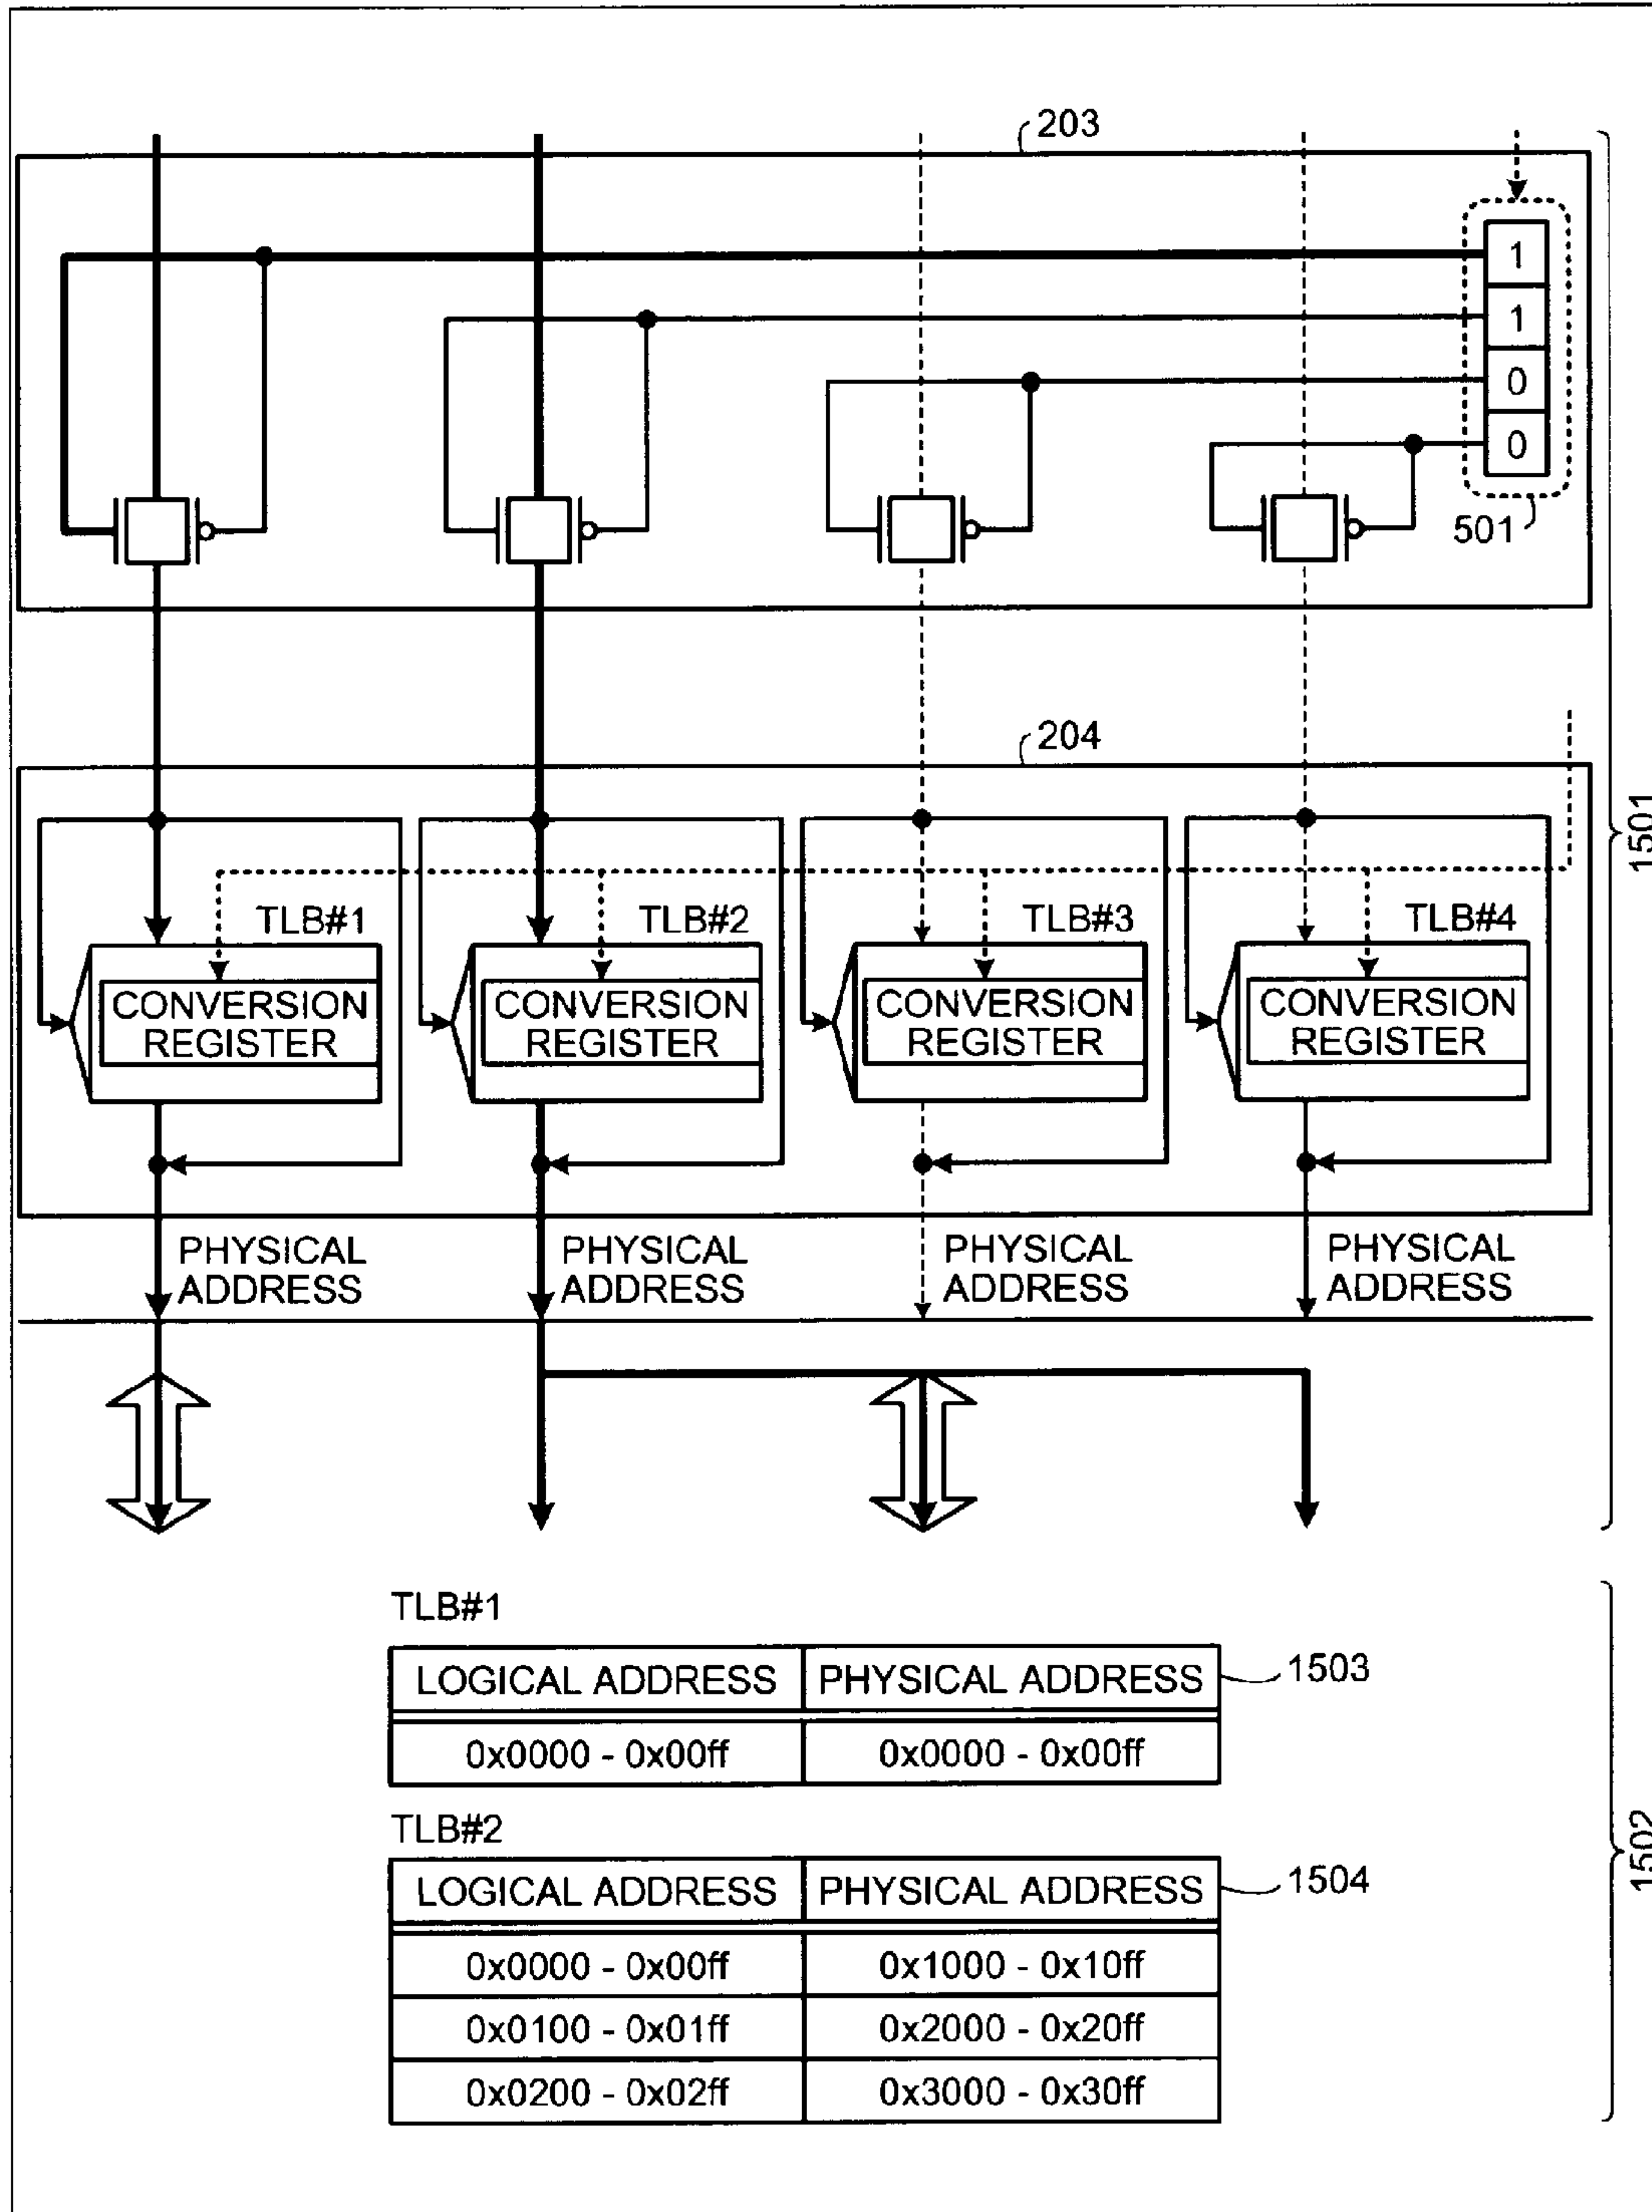 203
1
1
0
0
501
204
1501
TLB#1 TLB#2 TLB#3 TLB#4
CONVERSION REGISTER
CONVERSION REGISTER
CONVERSION REGISTER
CONVERSION REGISTER
PHYSICAL ADDRESS
PHYSICAL ADDRESS
PHYSICAL ADDRESS
PHYSICAL ADDRESS
TLB#1
LOGICAL ADDRESS PHYSICAL ADDRESS 1503
0x0000 - 0x00ff 0x0000 - 0x00ff
TLB#2
1502
LOGICAL ADDRESS PHYSICAL ADDRESS 1504
0x0000 - 0x00ff 0x1000 - 0x10ff
0x0100 - 0x01ff 0x2000 - 0x20ff
0x0200 - 0x02ff 0x3000 - 0x30ff